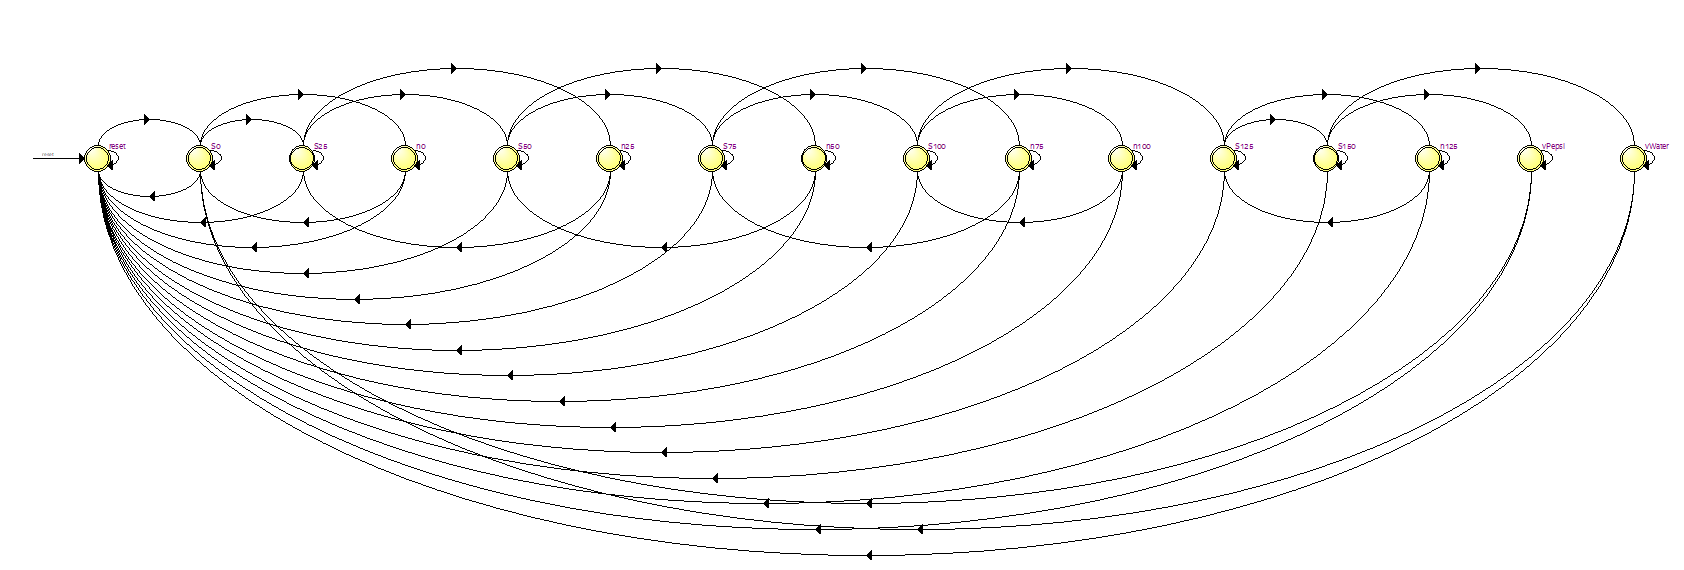 reset
reset
S0
S25
n0
S50
n25
S75
n50
S100
n75
n100
S125
S150
n125
vPepsi
vWater